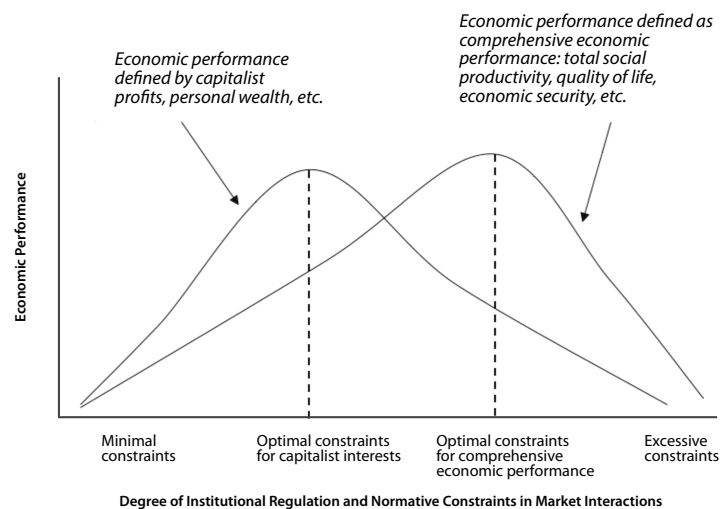 Economic performance
defined by capitalist
profits, personal wealth, etc.
Economic performance defined as
comprehensive economic
performance: total social
productivity, quality of life,
economic security, etc.
Economic Performance
Minimal
constraints
Optimal constraints
for capitalist interests
Optimal constraints
for comprehensive
economic performance
Excessive
constraints
Degree of Institutional Regulation and Normative Constraints in Market Interactions